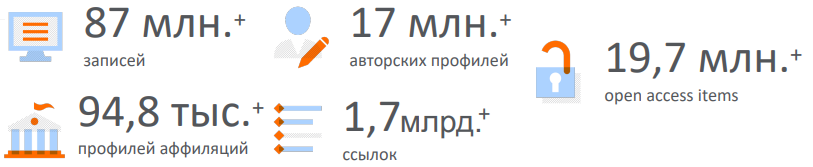 87 млн.+
записей
17 млн.+
авторских профилей
19,7 млн.+
open access items
94,8 тыс.+
профилей аффиляций
1,7млрд.+
ссылок